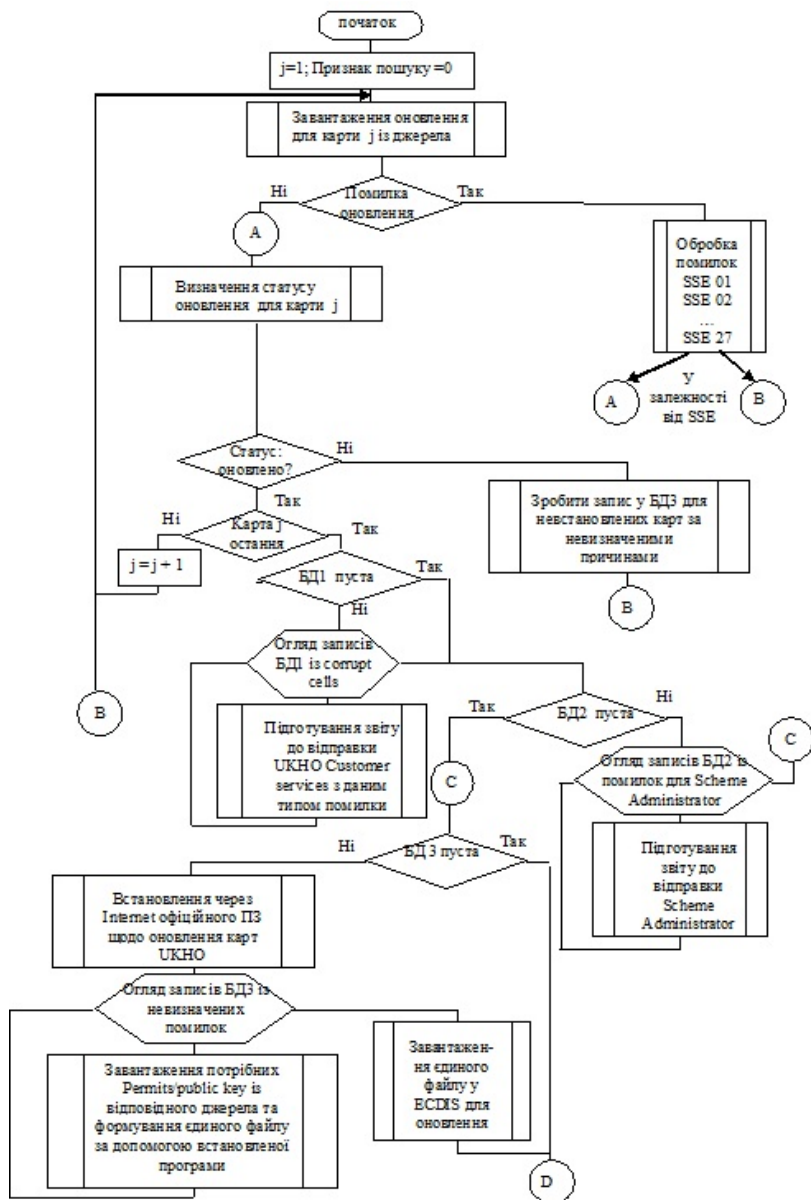 початок
j=1; Признак пошуку=0
Завантаження оновлення
для карти j із джерела
Ні
Помилка
оновлення
Так
A
Обробка
помилок
SSE 01
SSE 02
...
SSE 27
Визначення статусу
оновлення для карти j
A
У
залежності
від SSE
B
Статус:
оновлено?
Ні
Так
Зробити запис у БД3 для
невстановлених карт за
невизначеними
причинами
B
Ні
Карта j
остання
Так
j = j + 1
БД1 пуста
Так
Ні
Огляд записів
БД1 із corrupt
cells
B
Підготування звіту
до відправки
UKHO Customer
services з даним
типом помилки
Так
БД2 пуста
Ні
C
C
Огляд записів БД2 із
помилок для Scheme
Administrator
Підготування
звіту до
відправки
Scheme
Administrator
Ні
БД 3 пуста
Так
Встановлення через
Internet офіційного ПЗ
щодо оновлення карт
UKHO
Огляд записів БД3 із
невизначених
помилок
Завантаження потрібних
Permits/public key із
відповідного джерела та
формування єдиного файлу
за допомогою встановленої
програми
Завантажен-
ня єдиного
файлу у
ECDIS для
оновлення
D